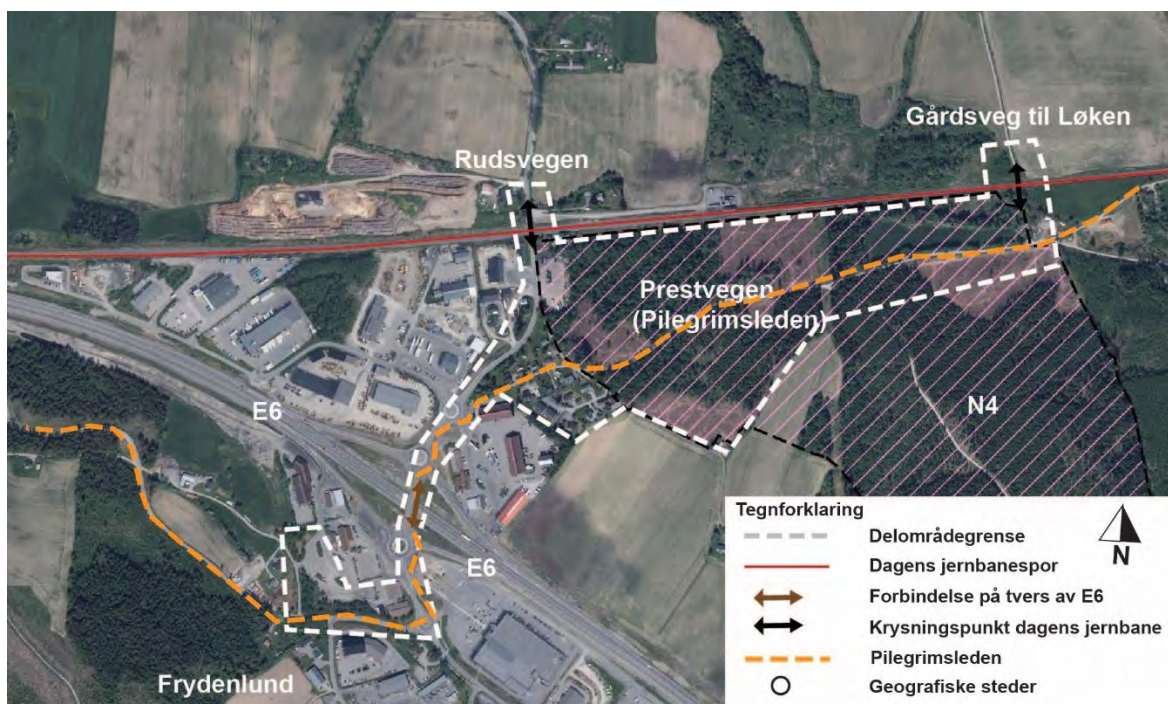 Gårdsveg til Løken
Rudsvegen
Prestvegen
(Pilegrimsleden)
E6
N4
E6
Frydenlund
Tegnforklaring
Delområdegrense
Dagens jernbanespor
Forbindelse på tvers av E6
Krysningspunkt dagens jernbane
Pilegrimsleden
Geografiske steder
N